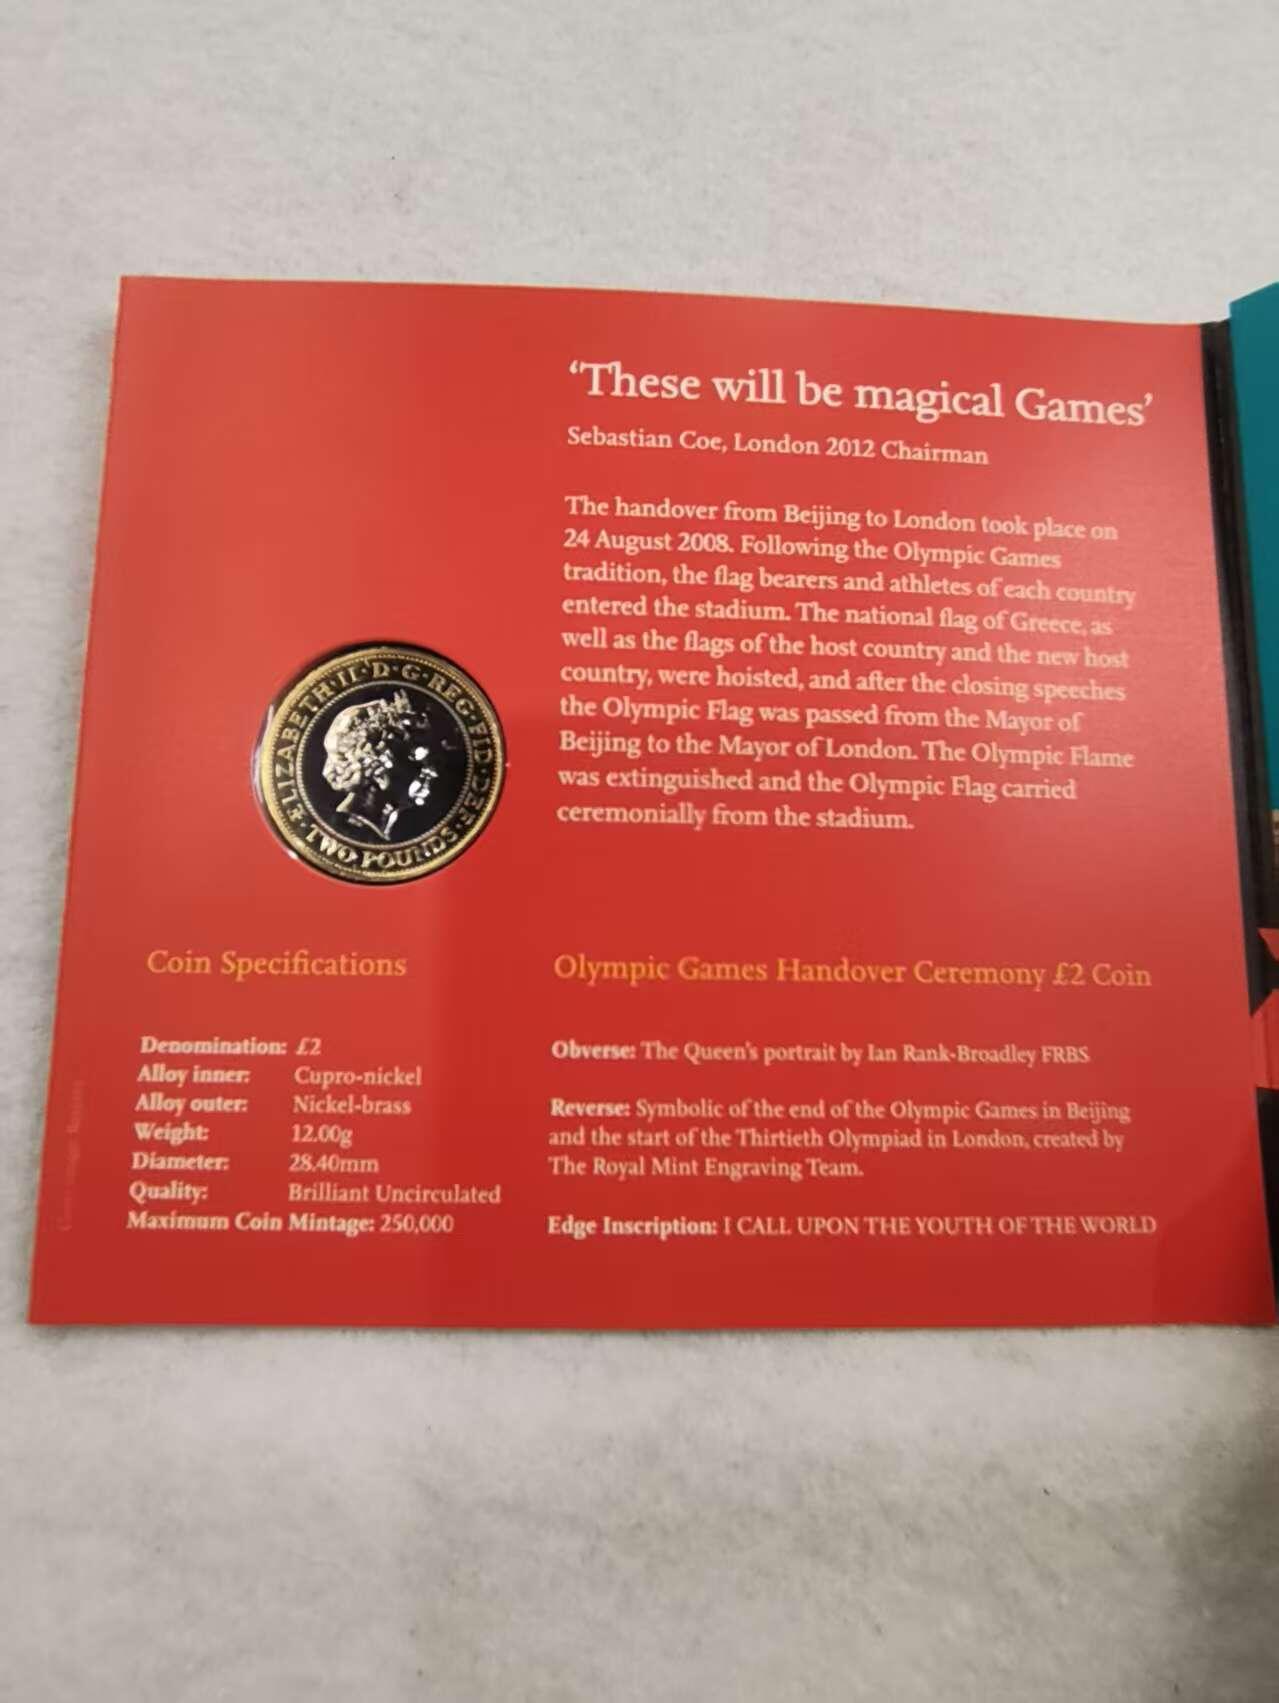 ‘These will be magical Games’
Sebastian Coe, London 2012 Chairman
The handover from Beijing to London took place on
24 August 2008. Following the Olympic Games
tradition, the flag bearers and athletes of each country
entered the stadium. The national flag of Greece, as
well as the flags of the host country and the new host
country, were hoisted, and after the closing speeches
the Olympic Flag was passed from the Mayor of
Beijing to the Mayor of London. The Olympic Flame
was extinguished and the Olympic Flag carried
ceremonially from the stadium.
ELIZABETH·II·D·G·REG·FID·DEF
TWO POUNDS
Coin Specifications
Denomination: £2
Alloy inner: Cupro-nickel
Alloy outer: Nickel-brass
Weight: 12.00g
Diameter: 28.40mm
Quality: Brilliant Uncirculated
Maximum Coin Mintage: 250,000
Olympic Games Handover Ceremony £2 Coin
Obverse: The Queen's portrait by Ian Rank-Broadley FRBS
Reverse: Symbolic of the end of the Olympic Games in Beijing
and the start of the Thirtieth Olympiad in London, created by
The Royal Mint Engraving Team.
Edge Inscription: I CALL UPON THE YOUTH OF THE WORLD